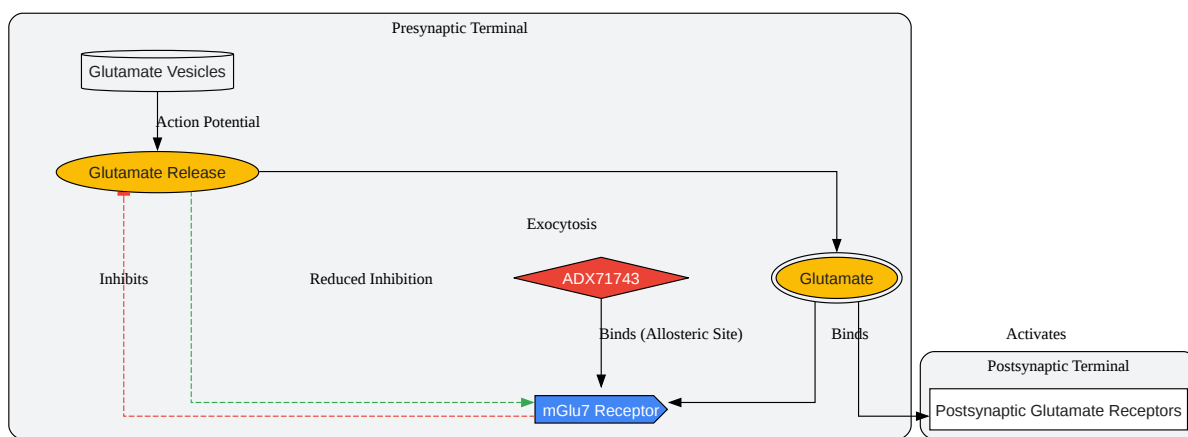 Presynaptic Terminal
Glutamate Vesicles
Action Potential
Glutamate Release
Exocytosis
Inhibits
Reduced Inhibition
ADX71743
Glutamate
Binds (Allosteric Site)
Binds
Activates
Postsynaptic Terminal
mGlu7 Receptor
Postsynaptic Glutamate Receptors